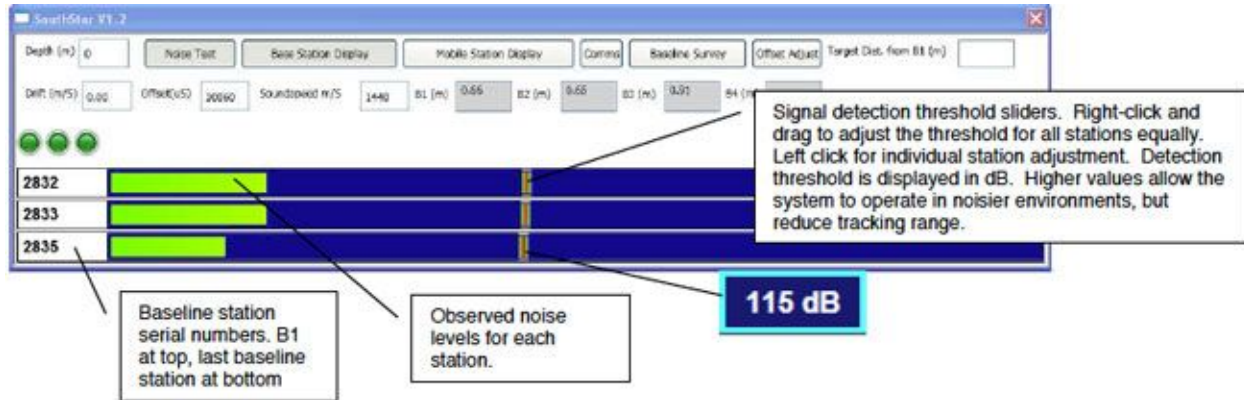 SouthStar V1.2
Depth (m) 0 Noise Test Base Station Display Mobile Station Display Comms Baseline Survey Offset Adjust Target Dist. from B1 (m)
Drift (m/S) 0.00 Offset(uS) Soundspeed m/S 1440 B1 (m) 0.66 B2 (m) 0.65 B3 (m) 0.91 B4 (m)
Signal detection threshold sliders. Right-click and
drag to adjust the threshold for all stations equally.
Left click for individual station adjustment. Detection
threshold is displayed in dB. Higher values allow the
system to operate in noisier environments, but
reduce tracking range.
2832
2833
2835
115 dB
Baseline station
serial numbers. B1
at top, last baseline
station at bottom
Observed noise
levels for each
station.